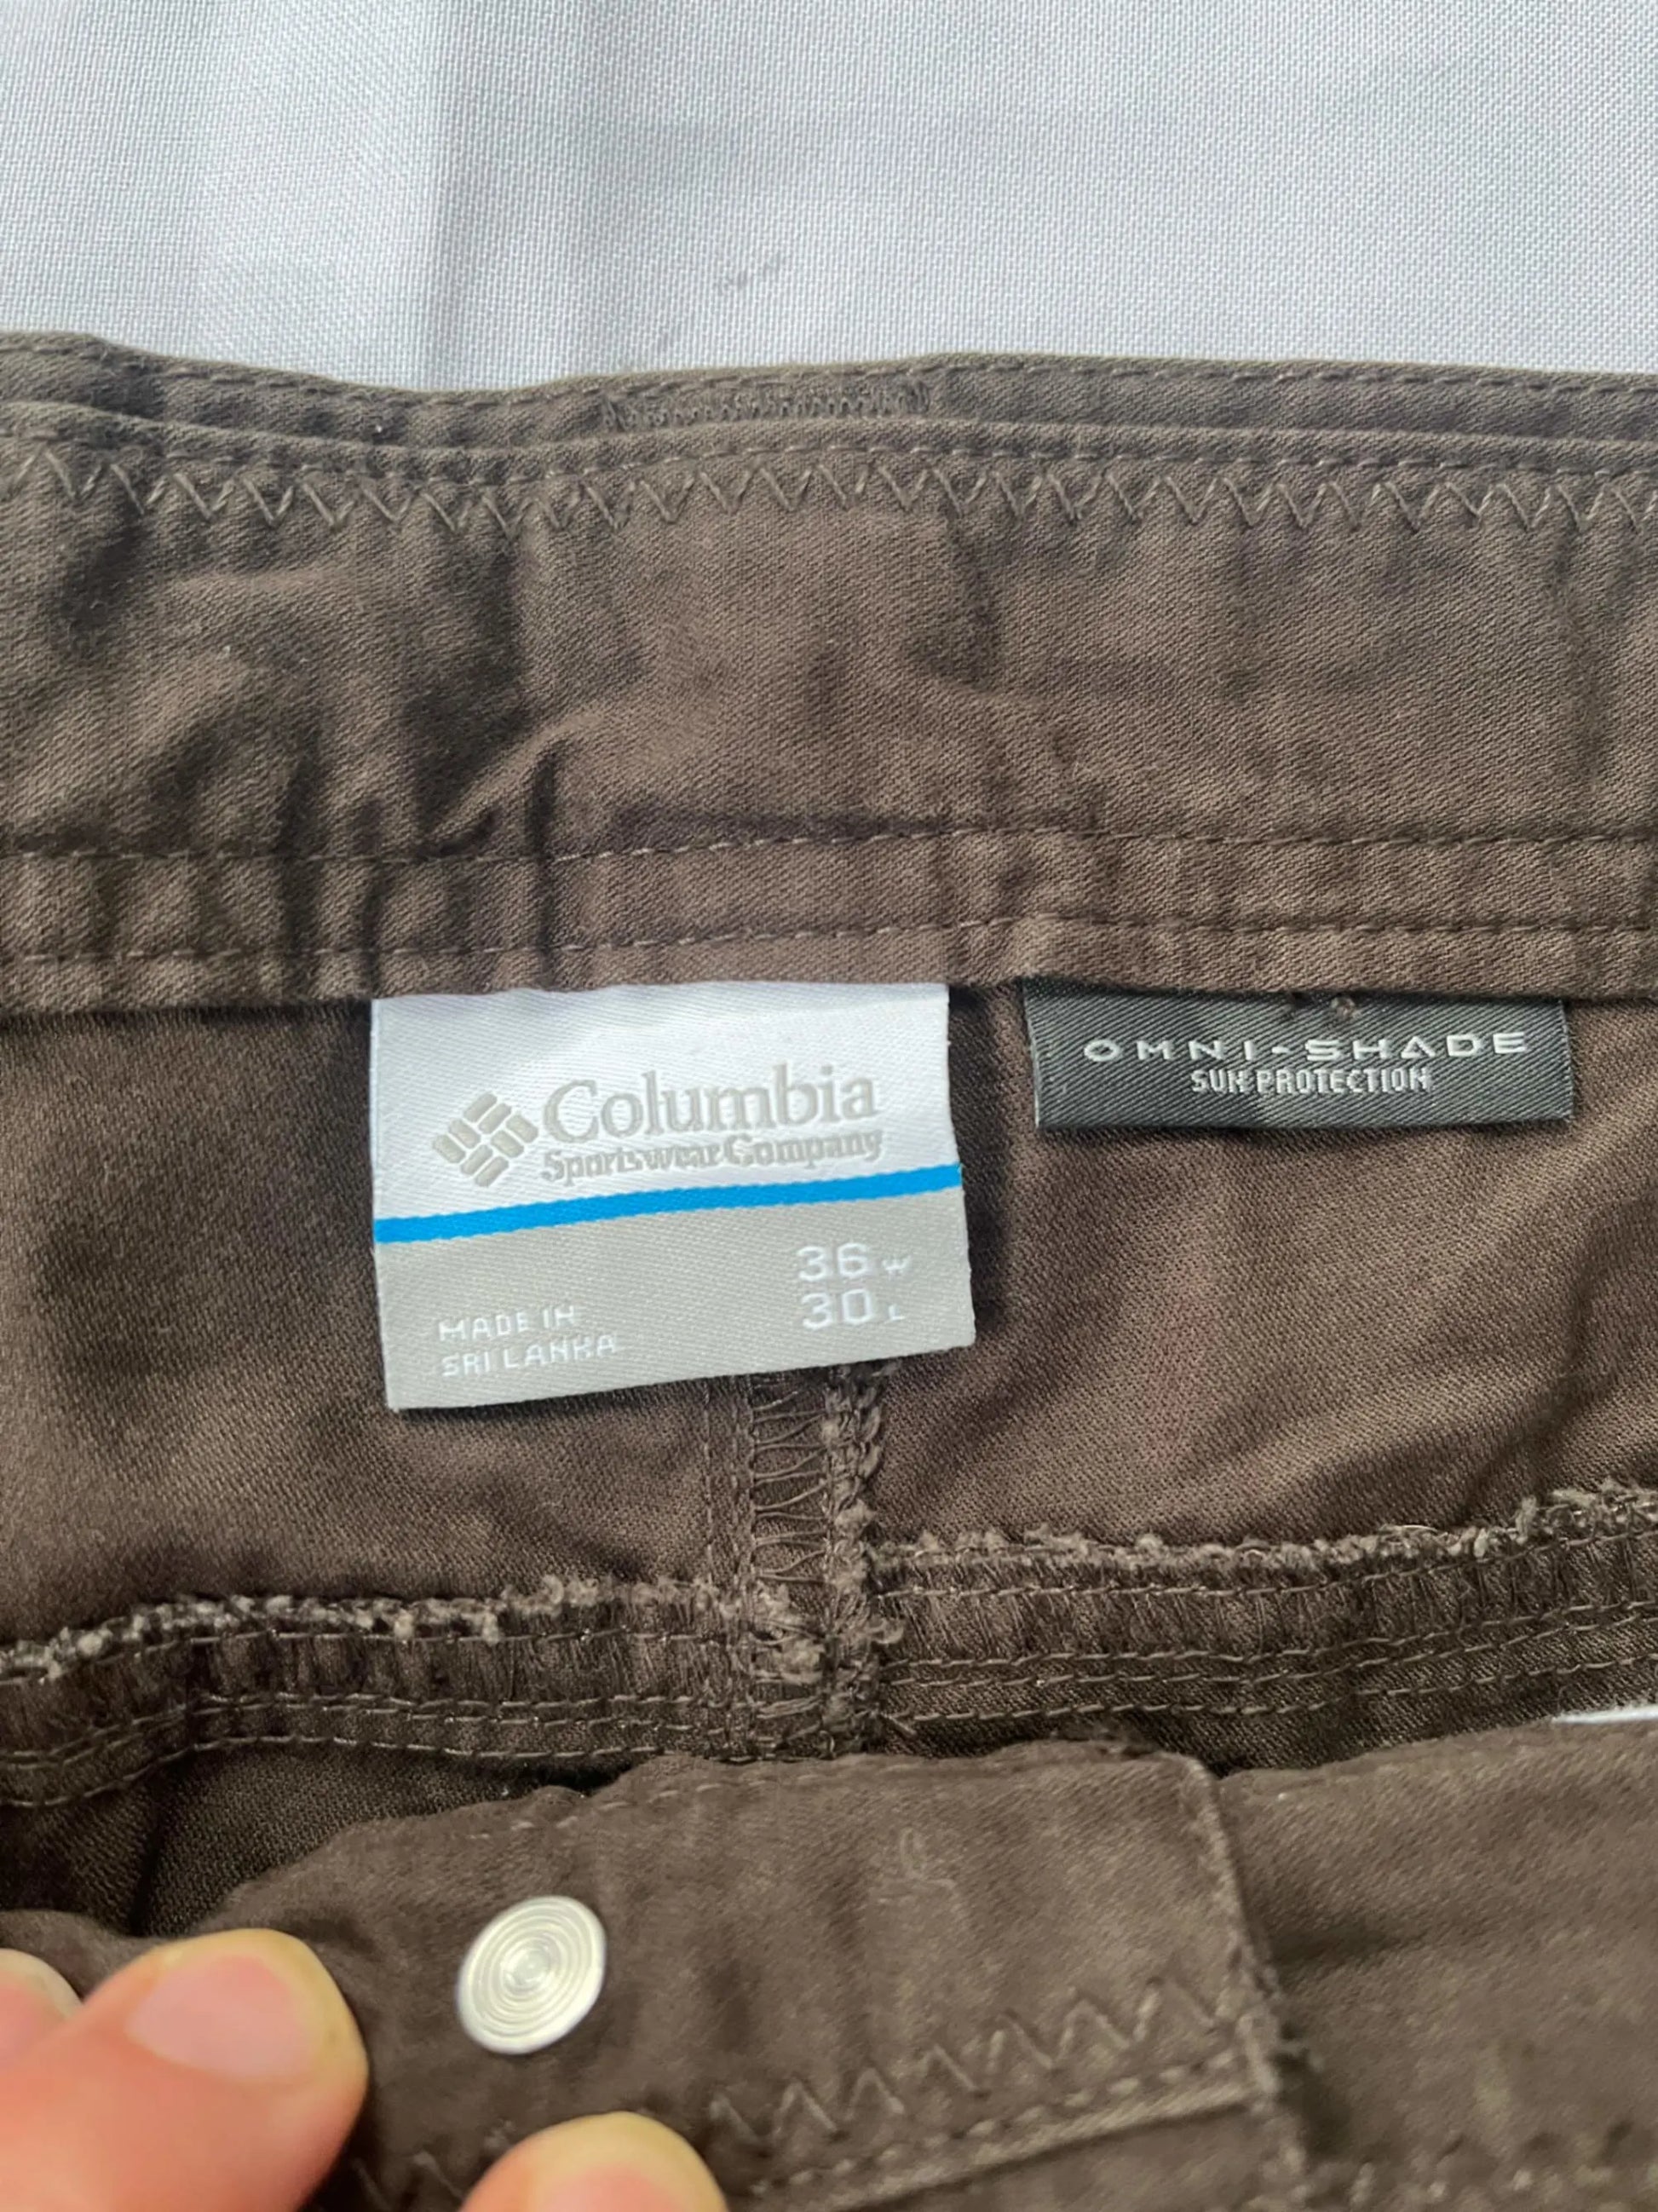 Columbia
Sportswear Company
36 W
30 L
MADE IN
SRI LANKA
OMNI-SHADE
SUN PROTECTION